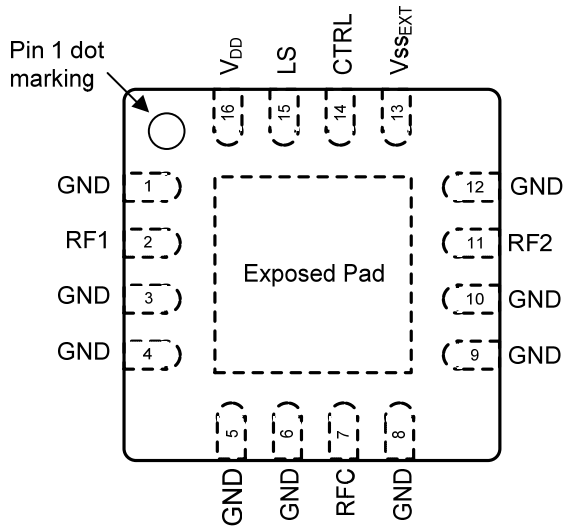 Pin 1 dot
marking
VDD
LS
CTRL
VssEXT
16
15
14
13
GND
1
12
GND
RF1
2
11
RF2
GND
3
10
GND
GND
4
9
GND
Exposed Pad
5
6
7
8
GND
GND
RFC
GND